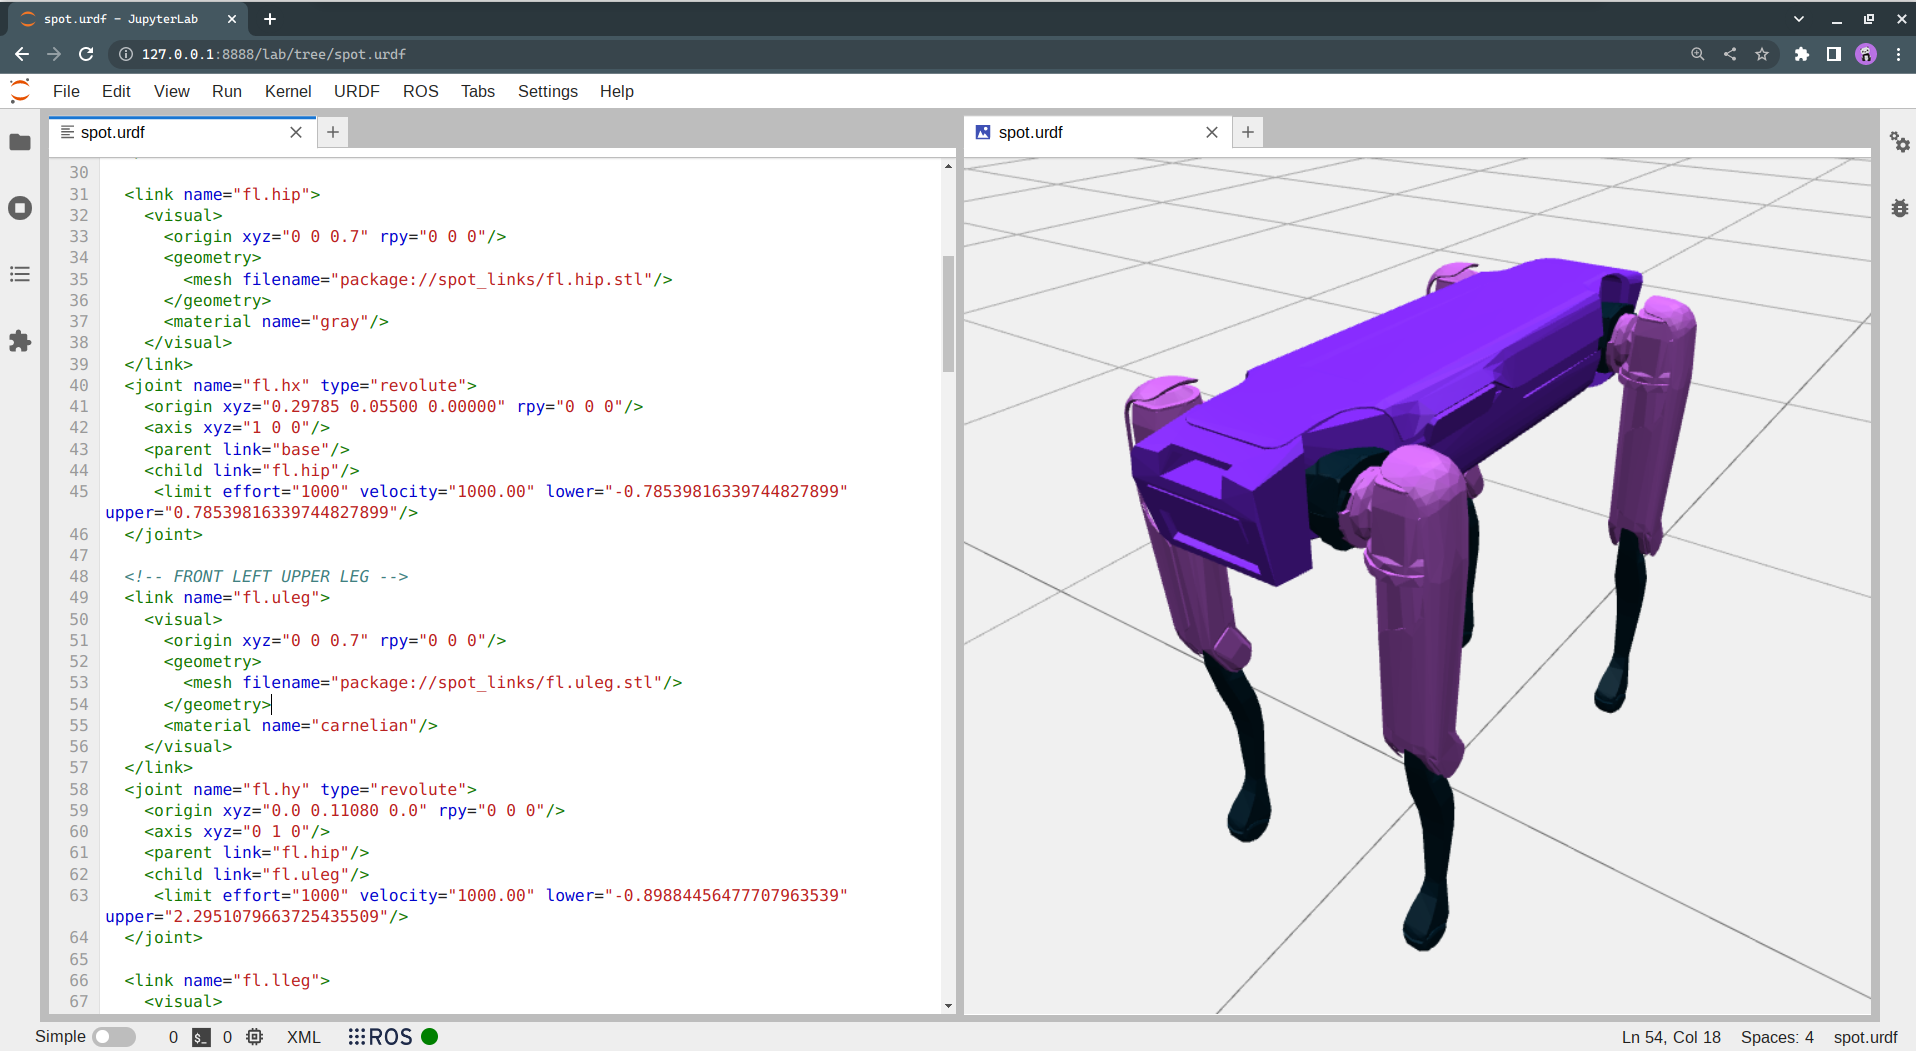 spot.urdf - JupyterLab
127.0.0.1:8888/lab/tree/spot.urdf
File Edit View Run Kernel URDF ROS Tabs Settings Help
spot.urdf
spot.urdf
30
31 <link name="fl.hip">
32 <visual>
33 <origin xyz="0 0 0.7" rpy="0 0 0"/>
34 <geometry>
35 <mesh filename="package://spot_links/fl.hip.stl"/>
36 </geometry>
37 <material name="gray"/>
38 </visual>
39 </link>
40 <joint name="fl.hx" type="revolute">
41 <origin xyz="0.29785 0.05500 0.00000" rpy="0 0 0"/>
42 <axis xyz="1 0 0"/>
43 <parent link="base"/>
44 <child link="fl.hip"/>
45 <limit effort="1000" velocity="1000.00" lower="-0.78539816339744827899"
upper="0.78539816339744827899"/>
46 </joint>
47
48 <!-- FRONT LEFT UPPER LEG -->
49 <link name="fl.uleg">
50 <visual>
51 <origin xyz="0 0 0.7" rpy="0 0 0"/>
52 <geometry>
53 <mesh filename="package://spot_links/fl.uleg.stl"/>
54 </geometry>
55 <material name="carnelian"/>
56 </visual>
57 </link>
58 <joint name="fl.hy" type="revolute">
59 <origin xyz="0.0 0.11080 0.0" rpy="0 0 0"/>
60 <axis xyz="0 1 0"/>
61 <parent link="fl.hip"/>
62 <child link="fl.uleg"/>
63 <limit effort="1000" velocity="1000.00" lower="-0.89884456477707963539"
upper="2.2951079663725435509"/>
64 </joint>
65
66 <link name="fl.lleg">
67 <visual>
Simple 0 $_ 0 XML ROS Ln 54, Col 18 Spaces: 4 spot.urdf